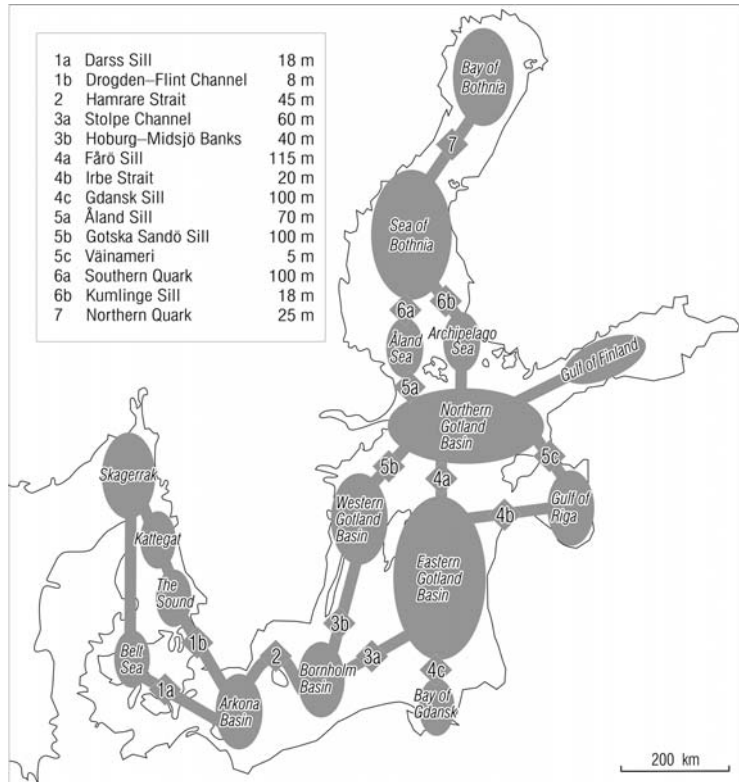 1a Darss Sill 18 m
1b Drogden–Flint Channel 8 m
2 Hamrare Strait 45 m
3a Stolpe Channel 60 m
3b Hoburg–Midsjö Banks 40 m
4a Fårö Sill 115 m
4b Irbe Strait 20 m
4c Gdansk Sill 100 m
5a Åland Sill 70 m
5b Gotska Sandö Sill 100 m
5c Väinameri 5 m
6a Southern Quark 100 m
6b Kumlinge Sill 18 m
7 Northern Quark 25 m
Bay of
Bothnia
7
Sea of
Bothnia
6a
6b
Åland
Sea
Archipelago
Sea
Gulf of Finland
5a
Northern
Gotland
Basin
5b
4a
5c
Skagerrak
Western
Gotland
Basin
4b
Gulf of
Riga
Kattegat
Eastern
Gotland
Basin
The
Sound
3b
1b
Belt
Sea
2
3a
Bornholm
Basin
4c
1a
Arkona
Basin
Bay of
Gdansk
200 km